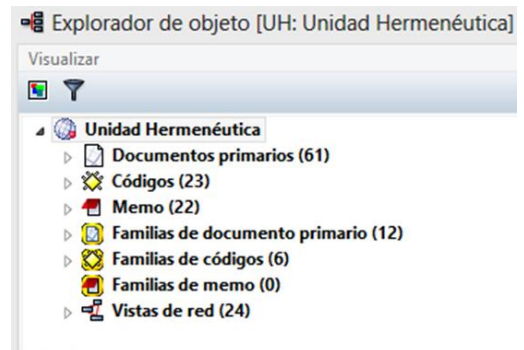 Explorador de objeto [UH: Unidad Hermenéutica]
Visualizar
Unidad Hermenéutica
Documentos primarios (61)
Códigos (23)
Memo (22)
Familias de documento primario (12)
Familias de códigos (6)
Familias de memo (0)
Vistas de red (24)